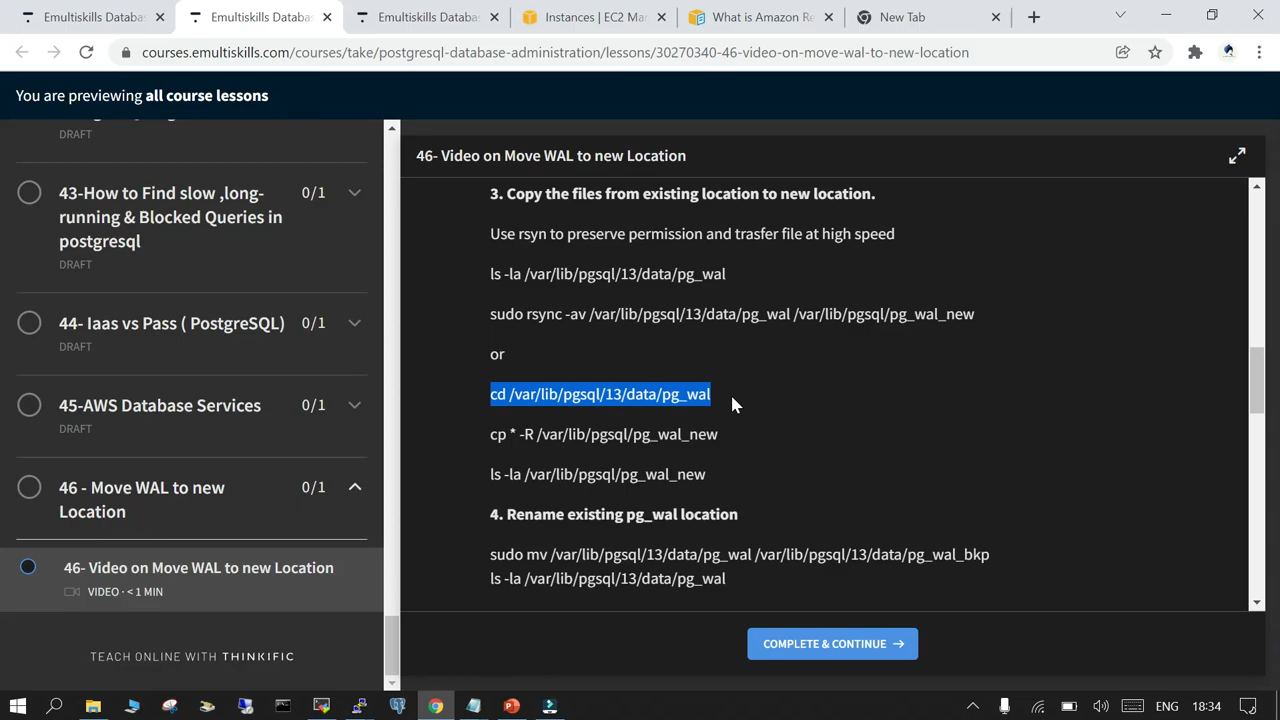 Emultiskills Databa
Emultiskills Databa
Emultiskills Databa
Instances | EC2 Mar
What is Amazon Re
New Tab
courses.emultiskills.com/courses/take/postgresql-database-administration/lessons/30270340-46-video-on-move-wal-to-new-location
You are previewing all course lessons
DRAFT
43-How to Find slow ,long-
running & Blocked Queries in
postgresql
0/1
DRAFT
44- Iaas vs Pass ( PostgreSQL)
0/1
DRAFT
45-AWS Database Services
0/1
DRAFT
46 - Move WAL to new
Location
0/1
46- Video on Move WAL to new Location
VIDEO · < 1 MIN
TEACH ONLINE WITH THINKIFIC
46- Video on Move WAL to new Location
3. Copy the files from existing location to new location.
Use rsyn to preserve permission and trasfer file at high speed
ls -la /var/lib/pgsql/13/data/pg_wal
sudo rsync -av /var/lib/pgsql/13/data/pg_wal /var/lib/pgsql/pg_wal_new
or
cd /var/lib/pgsql/13/data/pg_wal
cp * -R /var/lib/pgsql/pg_wal_new
ls -la /var/lib/pgsql/pg_wal_new
4. Rename existing pg_wal location
sudo mv /var/lib/pgsql/13/data/pg_wal /var/lib/pgsql/13/data/pg_wal_bkp
ls -la /var/lib/pgsql/13/data/pg_wal
COMPLETE & CONTINUE →
ENG
18:34